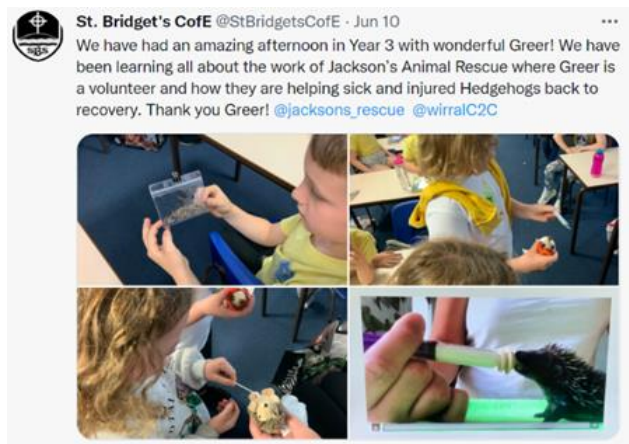 St. Bridget's CofE @StBridgetsCofE · Jun 10 ...
We have had an amazing afternoon in Year 3 with wonderful Greer! We have
been learning all about the work of Jackson's Animal Rescue where Greer is
a volunteer and how they are helping sick and injured Hedgehogs back to
recovery. Thank you Greer! @jacksons_rescue @wirralC2C
SBS